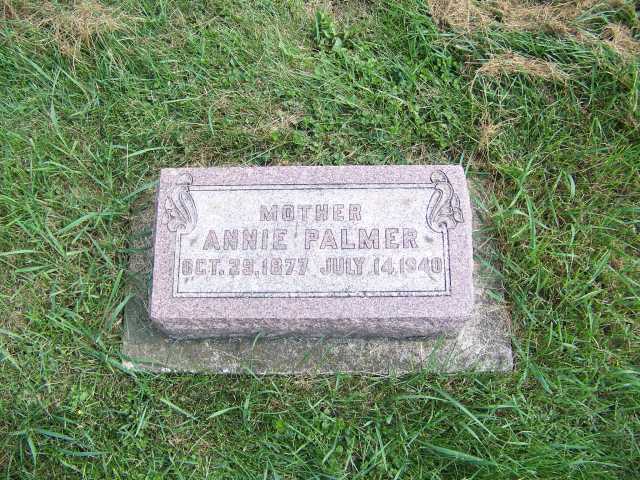 MOTHER
ANNIE PALMER
OCT. 29, 1877 JULY 14, 1940